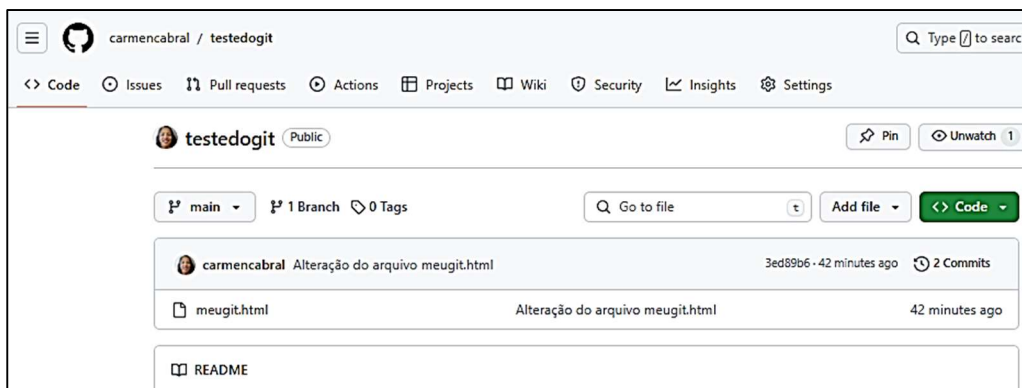 carmencabral / testedogit
Type / to searc
Code Issues Pull requests Actions Projects Wiki Security Insights Settings
testedogit Public
Pin Unwatch 1
main 1 Branch 0 Tags Go to file t Add file Code
carmencabral Alteração do arquivo meugit.html 3ed89b6 · 42 minutes ago 2 Commits
meugit.html Alteração do arquivo meugit.html 42 minutes ago
README